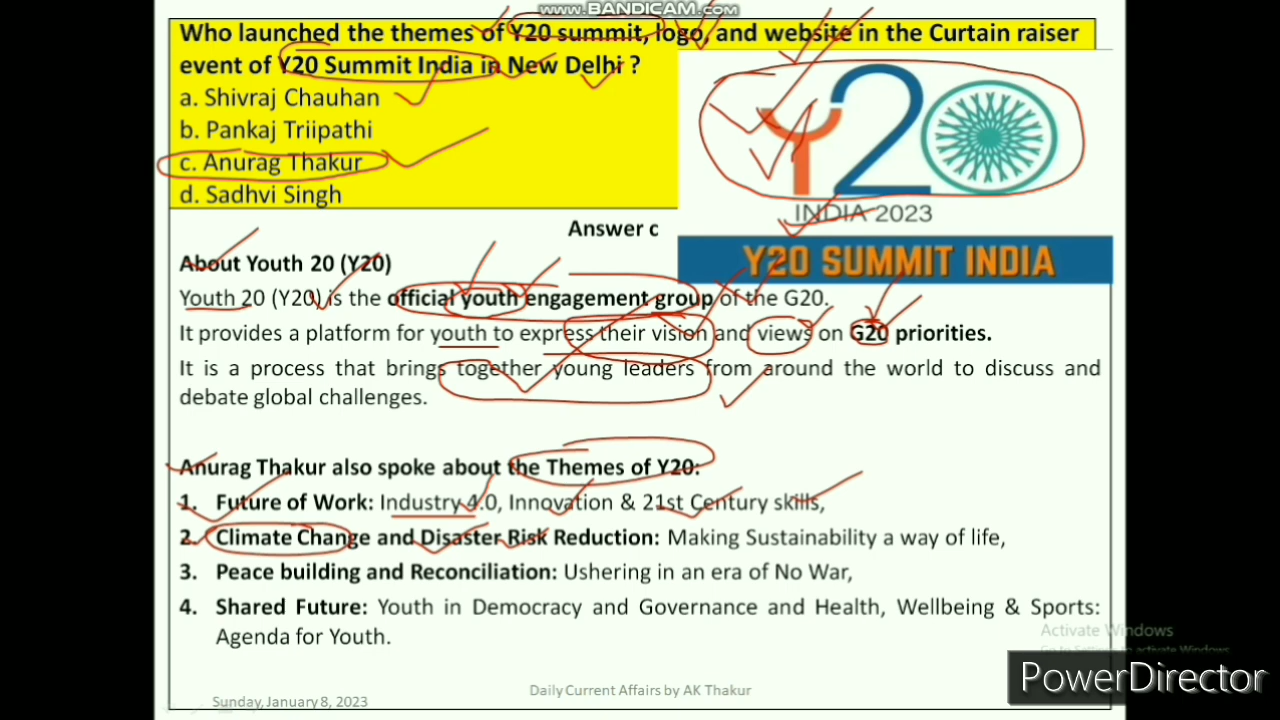 www.BANDICAM.com
Who launched the themes of Y20 summit, logo, and website in the Curtain raiser
event of Y20 Summit India in New Delhi ?
a. Shivraj Chauhan
b. Pankaj Triipathi
c. Anurag Thakur
d. Sadhvi Singh
Y20
INDIA 2023
Answer c
Y20 SUMMIT INDIA
About Youth 20 (Y20)
Youth 20 (Y20) is the official youth engagement group of the G20.
It provides a platform for youth to express their vision and views on G20 priorities.
It is a process that brings together young leaders from around the world to discuss and
debate global challenges.
Anurag Thakur also spoke about the Themes of Y20:
1. Future of Work: Industry 4.0, Innovation & 21st Century skills,
2. Climate Change and Disaster Risk Reduction: Making Sustainability a way of life,
3. Peace building and Reconciliation: Ushering in an era of No War,
4. Shared Future: Youth in Democracy and Governance and Health, Wellbeing & Sports:
Agenda for Youth.
Activate Windows
PowerDirector
Daily Current Affairs by AK Thakur
Sunday, January 8, 2023